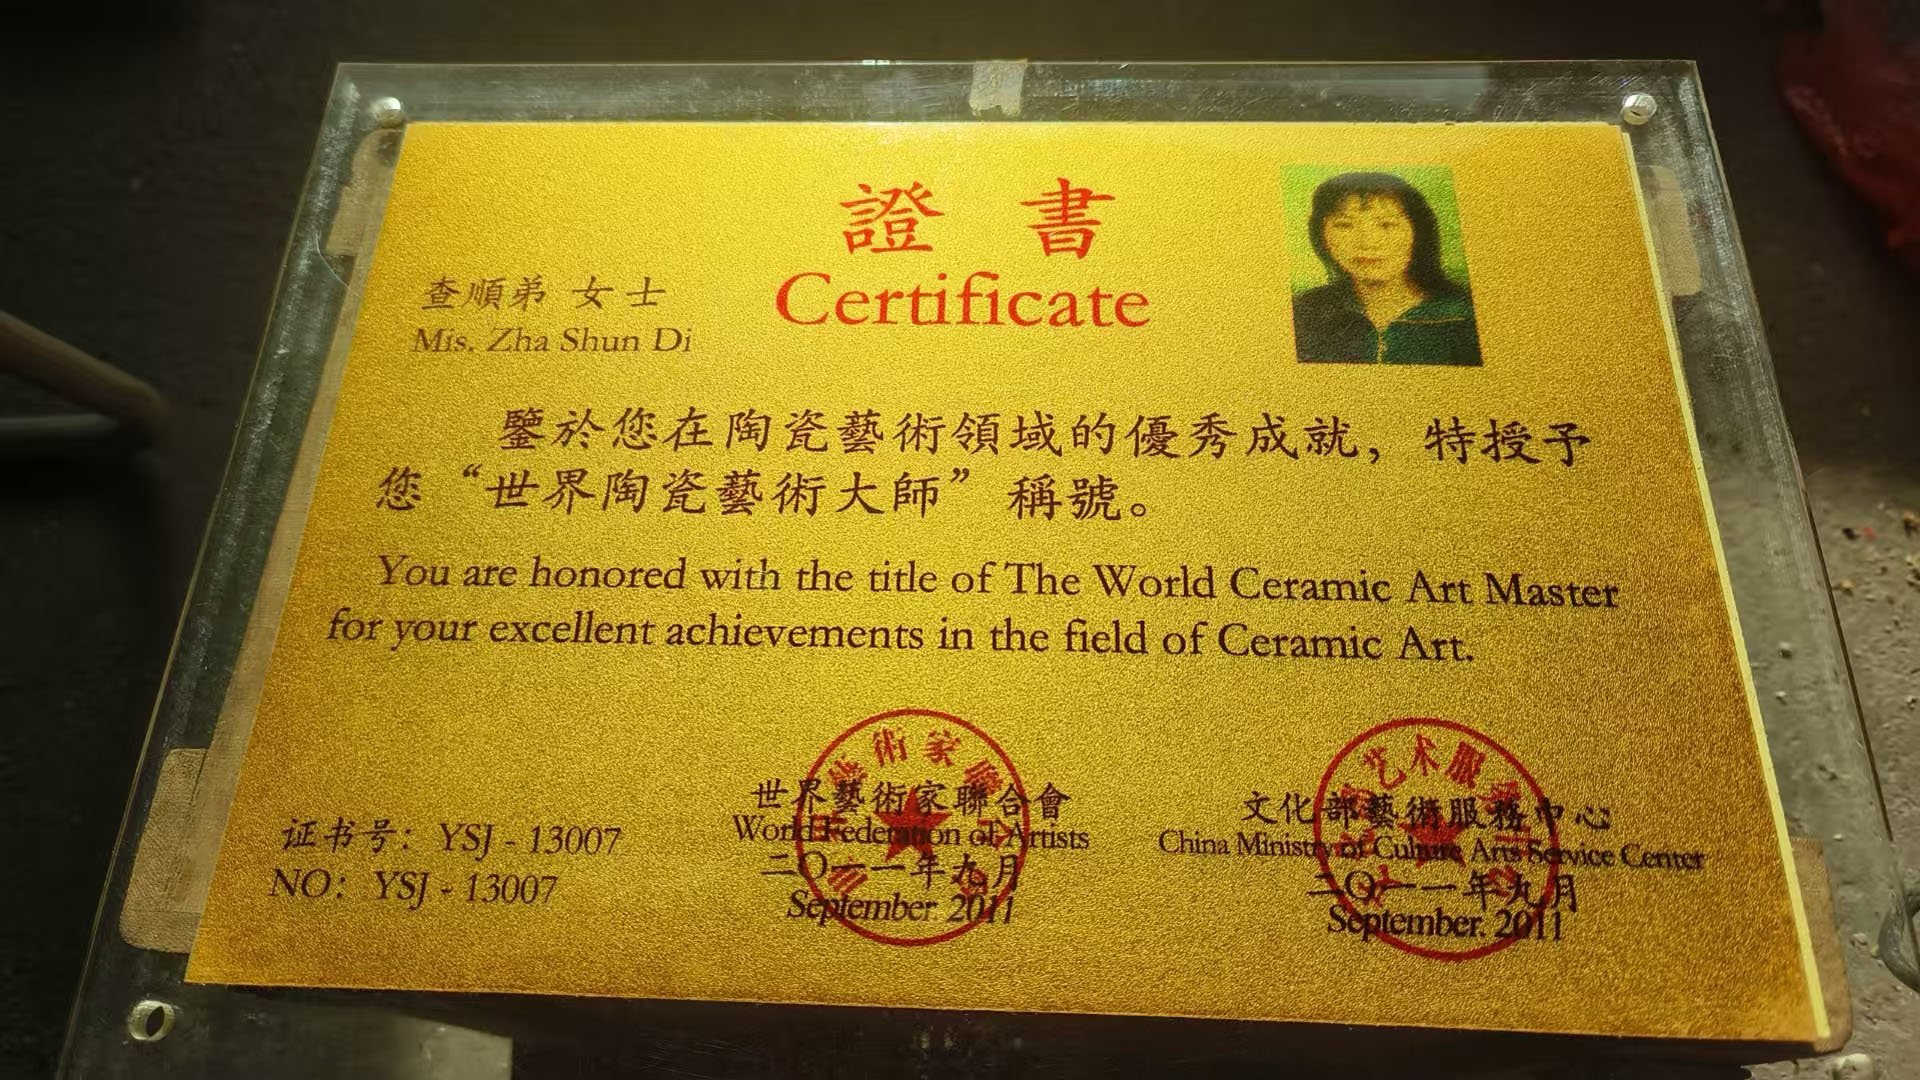 證書
Certificate
查順弟 女士
Mis. Zha Shun Di
鑒於您在陶瓷藝術領域的優秀成就，特授予
您“世界陶瓷藝術大師”稱號。
You are honored with the title of The World Ceramic Art Master
for your excellent achievements in the field of Ceramic Art.
证书号：YSJ - 13007
NO：YSJ - 13007
世界藝術家聯合會
World Federation of Artists
二〇一一年九月
September. 2011
文化部藝術服務中心
China Ministry of Culture Arts Service Center
二〇一一年九月
September. 2011